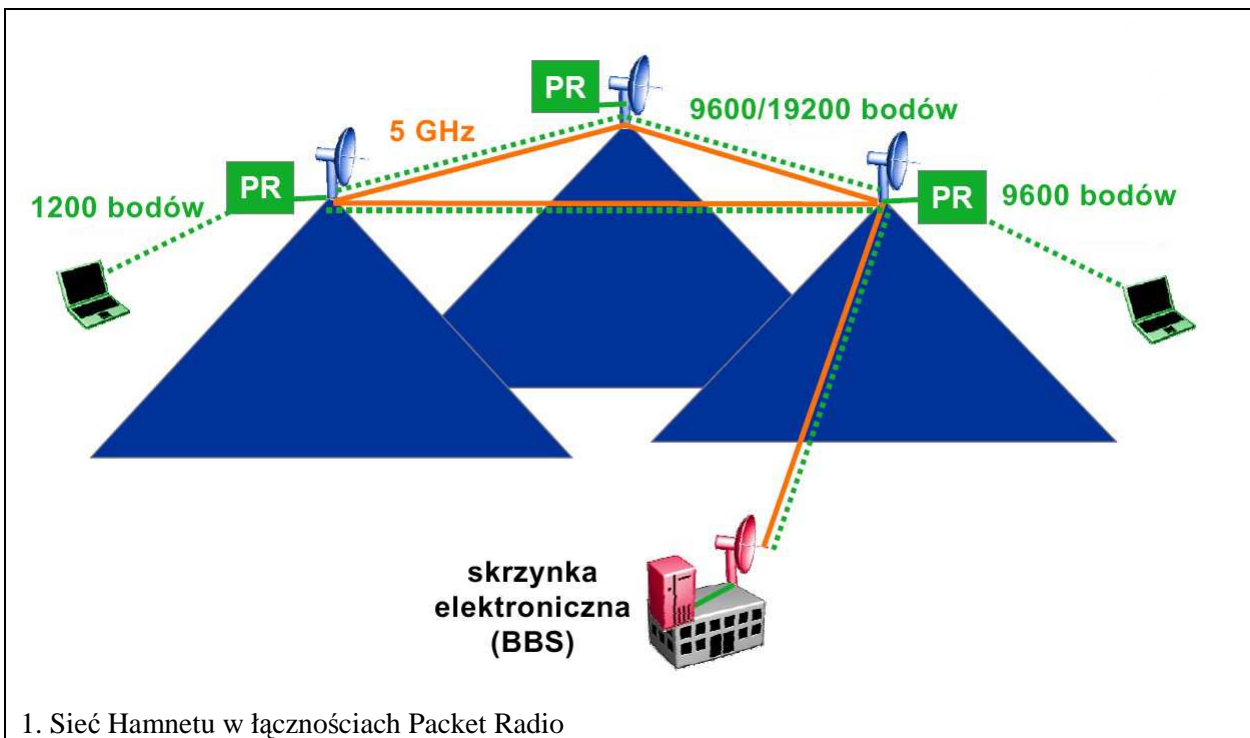 PR
9600/19200 bodów
5 GHz
PR
PR
1200 bodów
9600 bodów
skrzynka
elektroniczna
(BBS)
1. Sieć Hamnetu w łącznościach Packet Radio